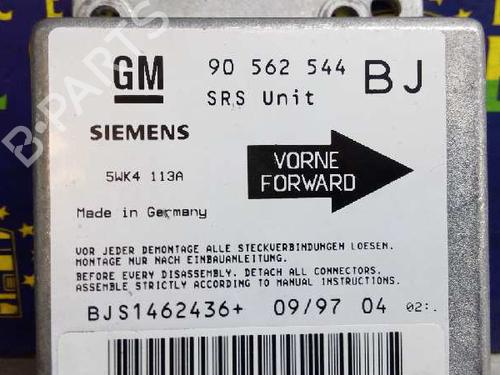 GM 90 562 544 BJ
SRS Unit
SIEMENS
5WK4 113A
VORNE
FORWARD
Made in Germany
VOR JEDER DEMONTAGE ALLE STECKVERBINDUNGEN LOESEN.
MONTAGE NUR NACH EINBAUANLEITUNG.
BEFORE EVERY DISASSEMBLY. DETACH ALL CONNECTORS.
ASSEMBLE STRICTLY ACCORDING TO MANUAL INSTRUCTIONS.
BJS1462436+ 09/97 04 02:.
B-PARTS